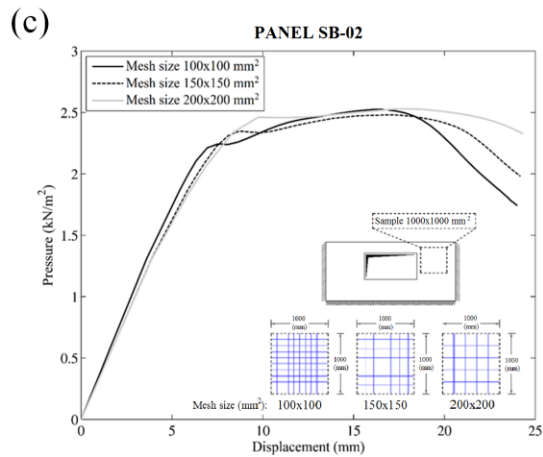 (c)
PANEL SB-02
Mesh size 100x100 mm²
Mesh size 150x150 mm²
Mesh size 200x200 mm²
Pressure (kN/m²)
3
2.5
2
1.5
1
0.5
0
Sample 1000x1000 mm²
1000
(mm)
1000
(mm)
1000
(mm)
1000
(mm)
1000
(mm)
1000
(mm)
Mesh size (mm²): 100x100 150x150 200x200
0 5 10 15 20 25
Displacement (mm)